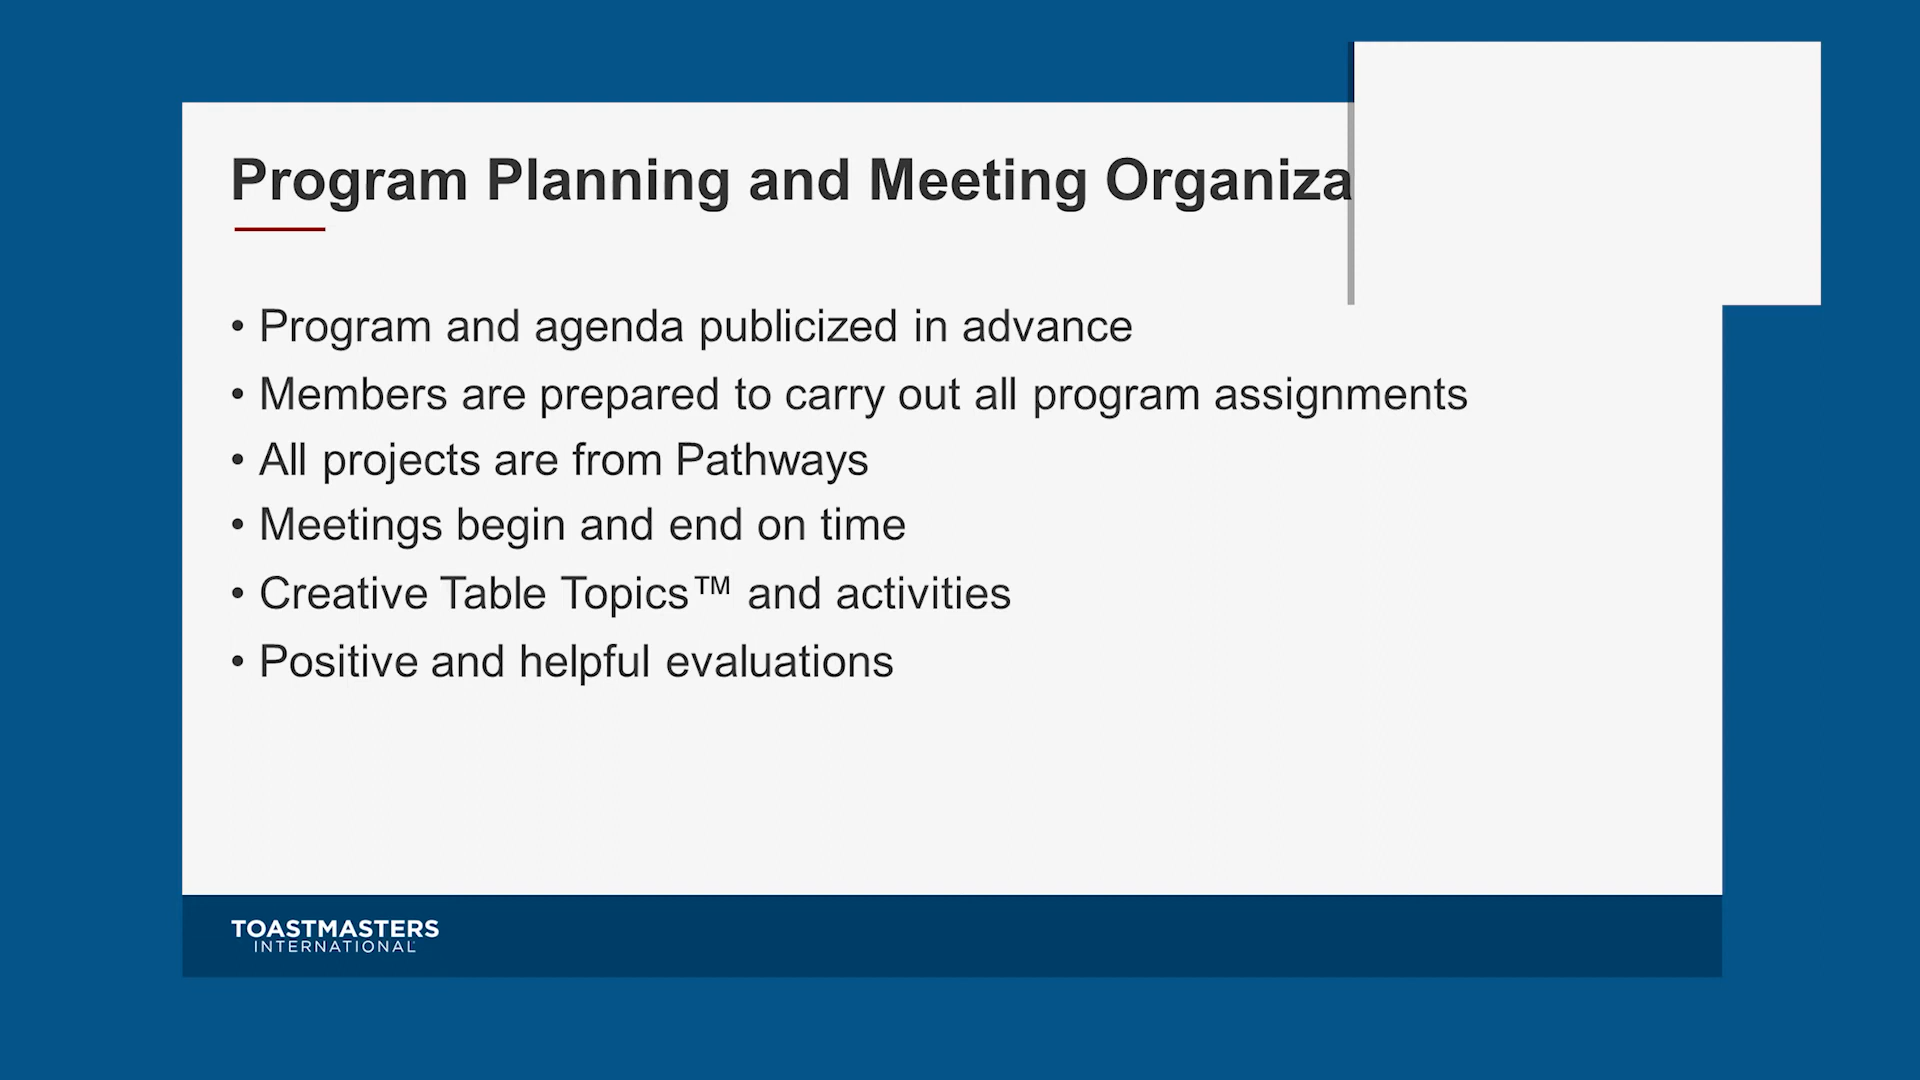 Program Planning and Meeting Organiza
• Program and agenda publicized in advance
• Members are prepared to carry out all program assignments
• All projects are from Pathways
• Meetings begin and end on time
• Creative Table Topics™ and activities
• Positive and helpful evaluations
TOASTMASTERS
INTERNATIONAL